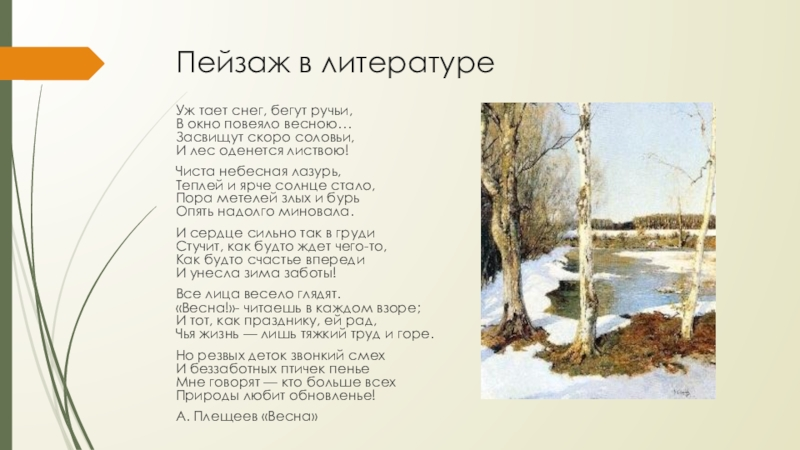 Пейзаж в литературе
Уж тает снег, бегут ручьи,
В окно повеяло весною…
Засвищут скоро соловьи,
И лес оденется листвою!
Чиста небесная лазурь,
Теплей и ярче солнце стало,
Пора метелей злых и бурь
Опять надолго миновала.
И сердце сильно так в груди
Стучит, как будто ждет чего-то,
Как будто счастье впереди
И унесла зима заботы!
Все лица весело глядят.
«Весна!»- читаешь в каждом взоре;
И тот, как празднику, ей рад,
Чья жизнь — лишь тяжкий труд и горе.
Но резвых деток звонкий смех
И беззаботных птичек пенье
Мне говорят — кто больше всех
Природы любит обновленье!
А. Плещеев «Весна»